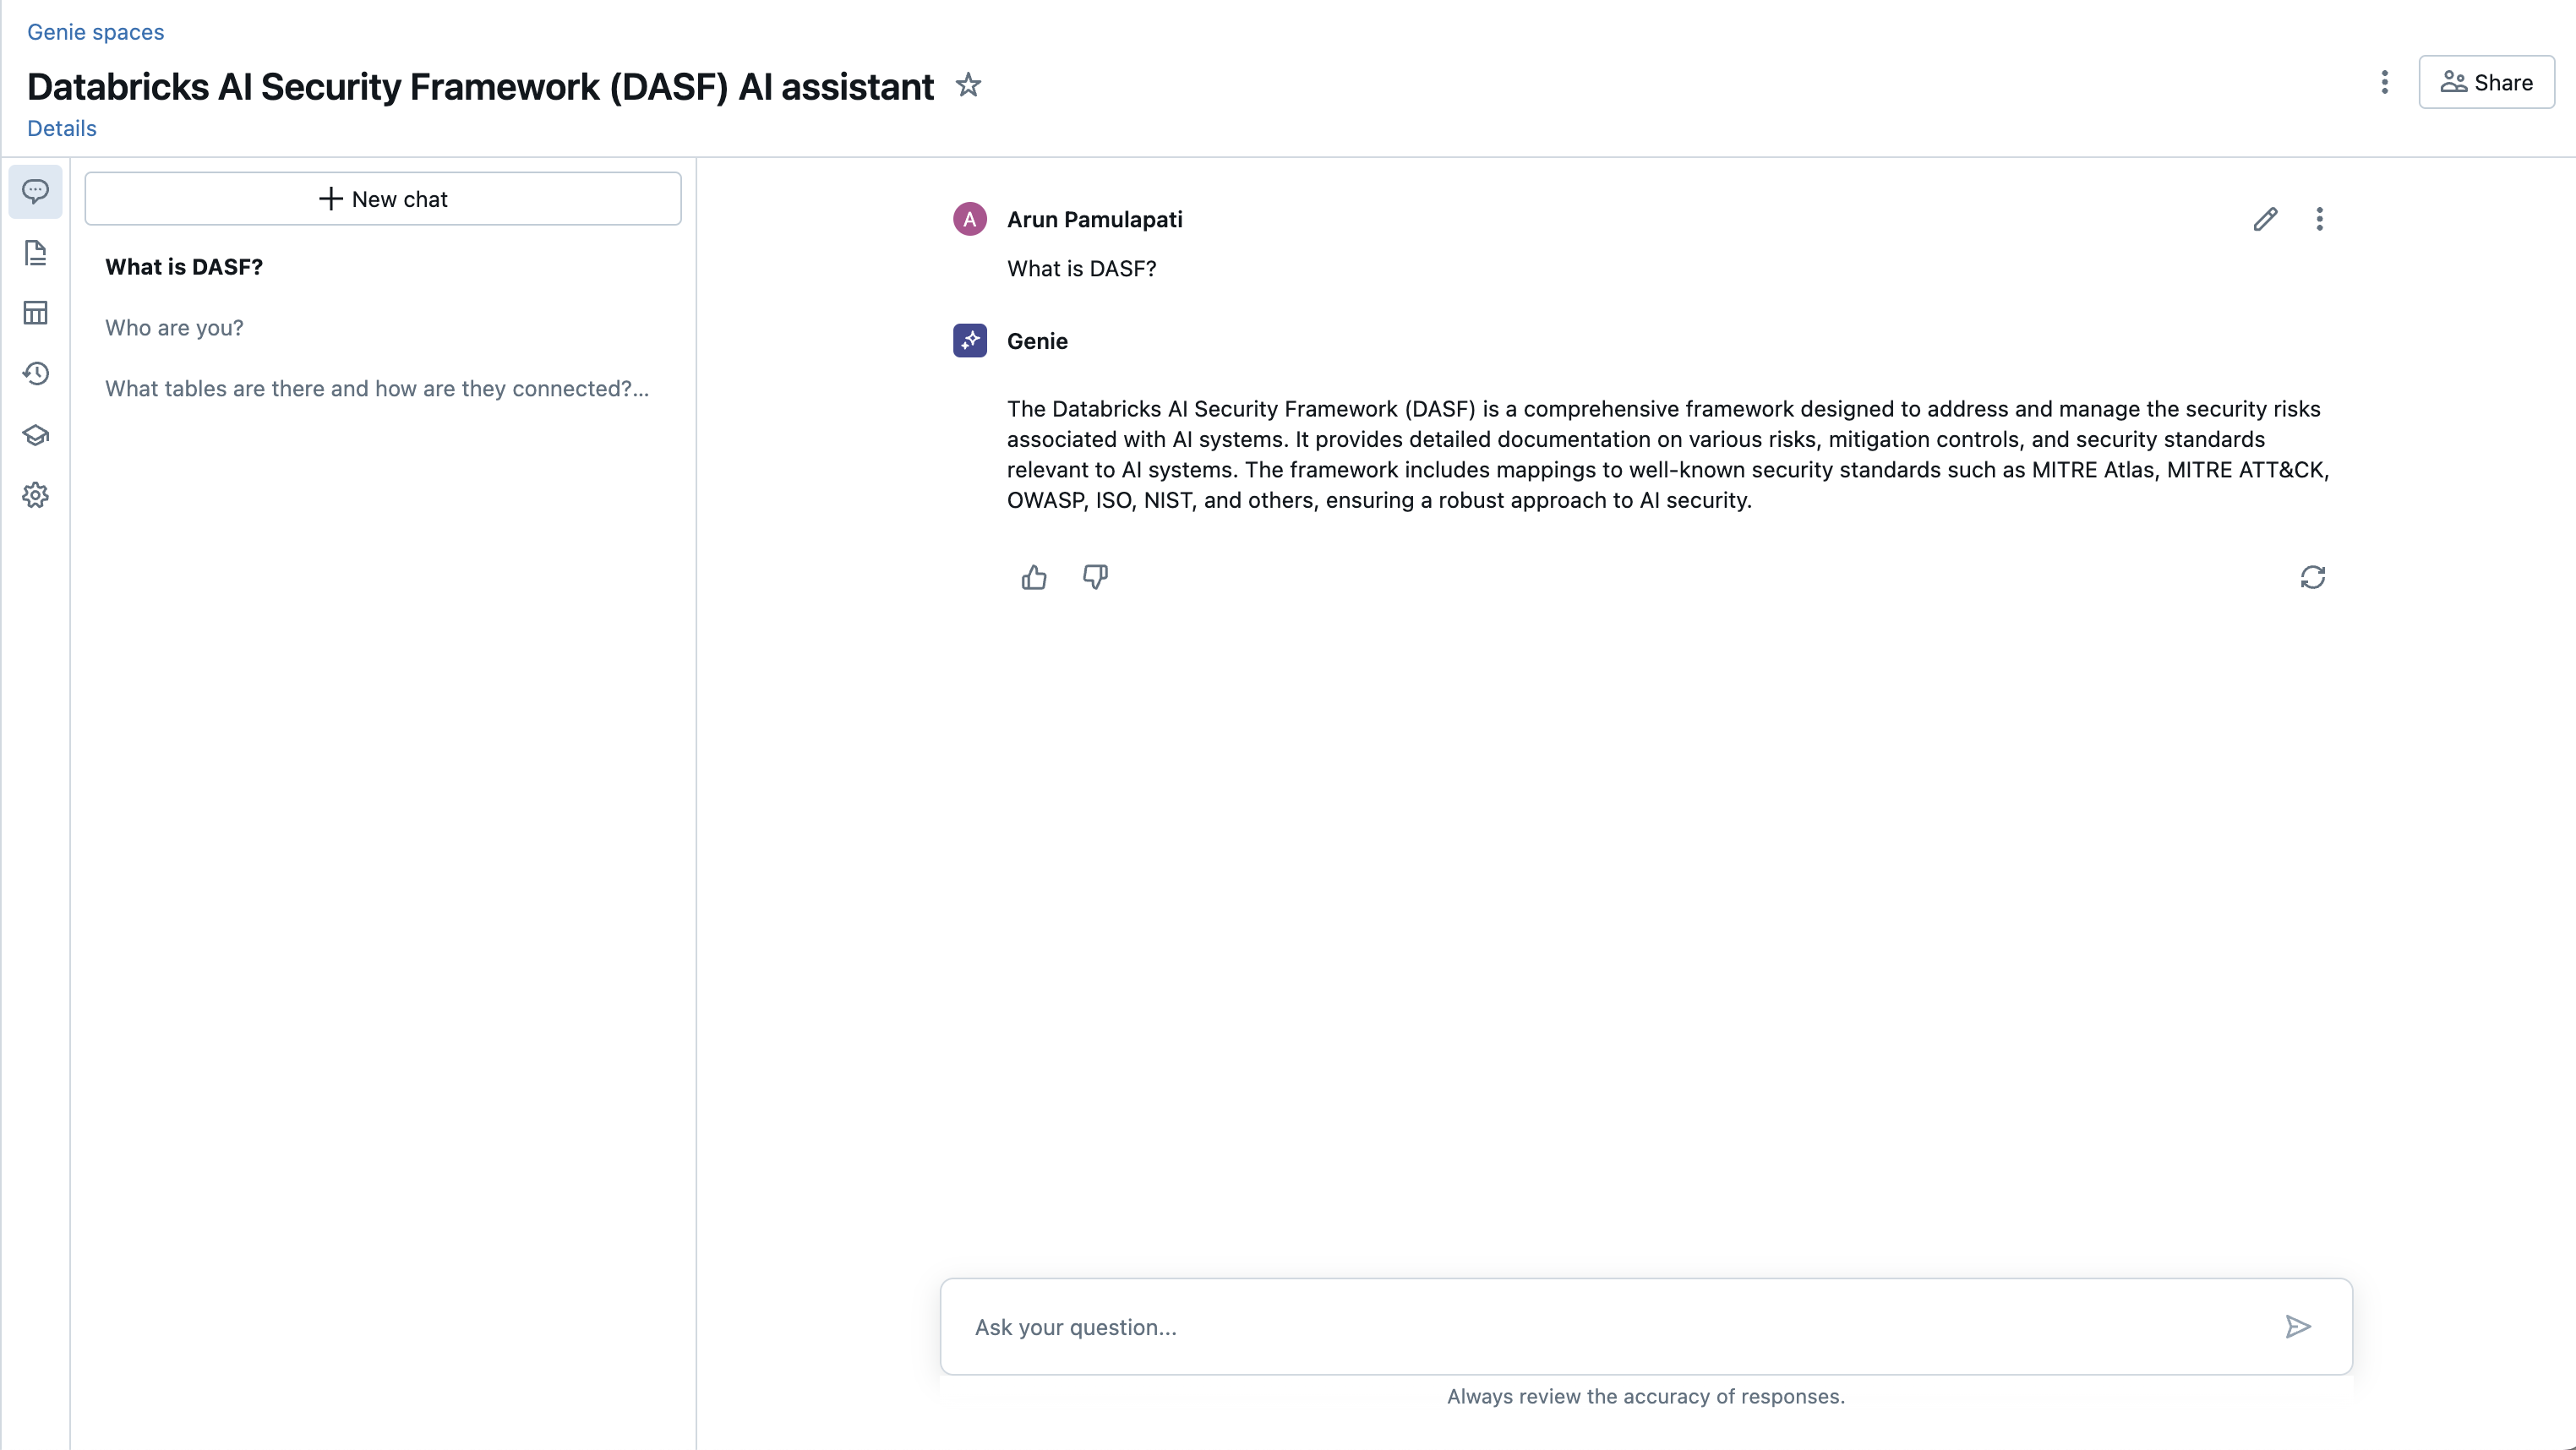 Genie spaces
Databricks AI Security Framework (DASF) AI assistant
Share
Details
New chat
What is DASF?
Who are you?
What tables are there and how are they connected?...
A
Arun Pamulapati
What is DASF?
Genie
The Databricks AI Security Framework (DASF) is a comprehensive framework designed to address and manage the security risks
associated with AI systems. It provides detailed documentation on various risks, mitigation controls, and security standards
relevant to AI systems. The framework includes mappings to well-known security standards such as MITRE Atlas, MITRE ATT&CK,
OWASP, ISO, NIST, and others, ensuring a robust approach to AI security.
Ask your question...
Always review the accuracy of responses.